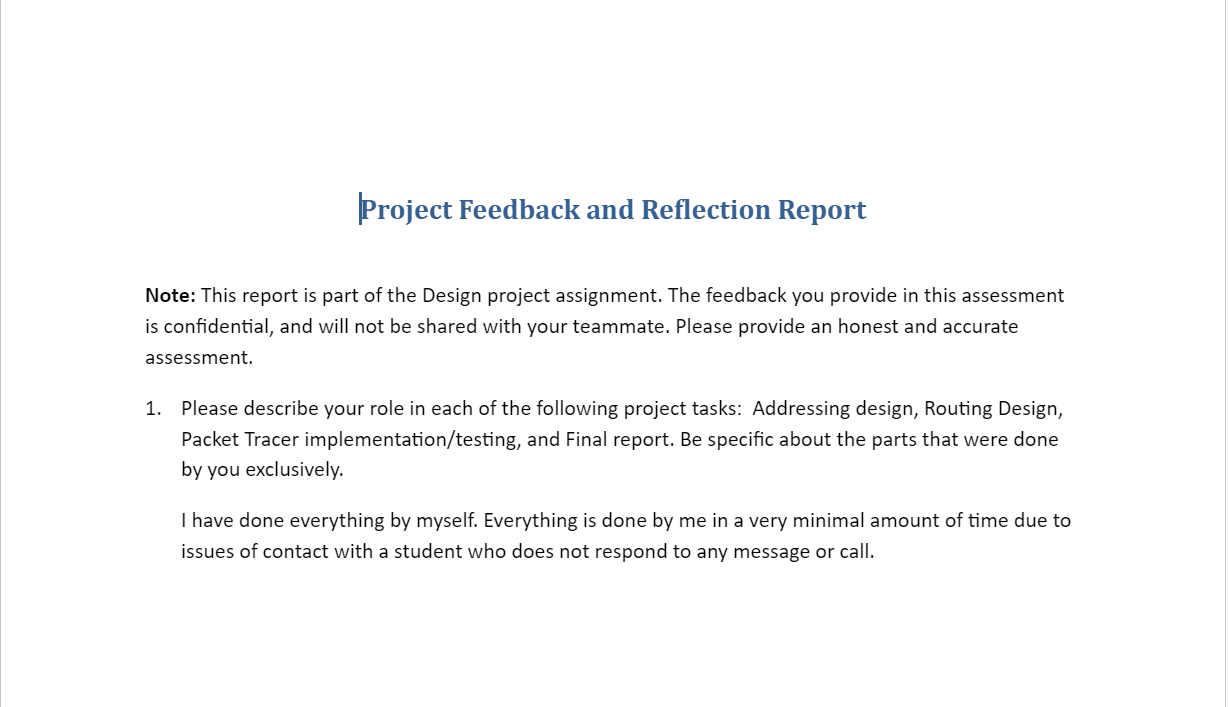 Project Feedback and Reflection Report
Note: This report is part of the Design project assignment. The feedback you provide in this assessment
is confidential, and will not be shared with your teammate. Please provide an honest and accurate
assessment.
1. Please describe your role in each of the following project tasks:  Addressing design, Routing Design,
Packet Tracer implementation/testing, and Final report. Be specific about the parts that were done
by you exclusively.
I have done everything by myself. Everything is done by me in a very minimal amount of time due to
issues of contact with a student who does not respond to any message or call.